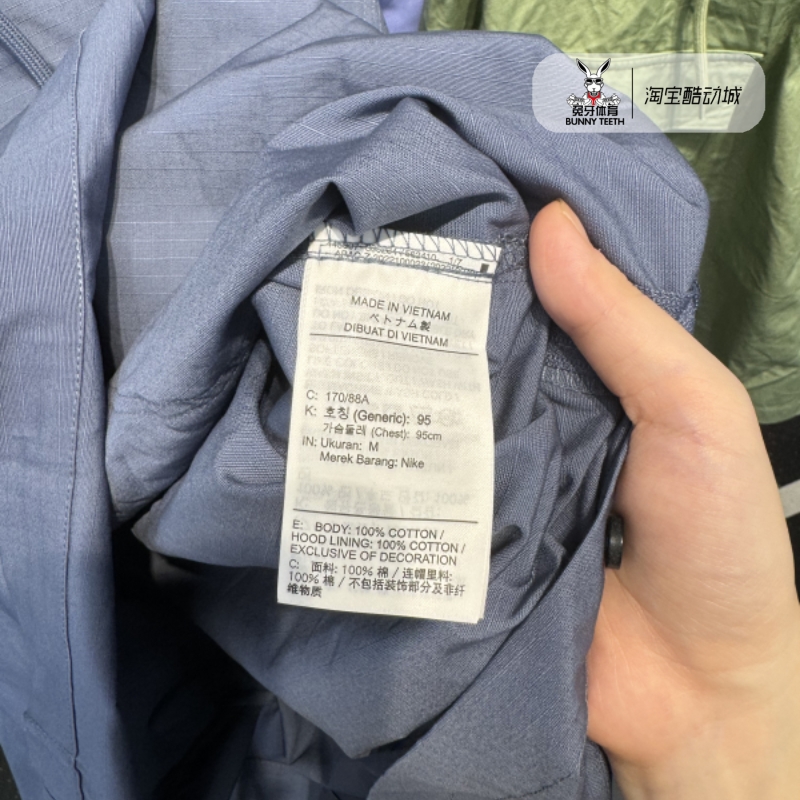 兔牙体育
BUNNY TEETH
淘宝酷动城
1/7
MADE IN VIETNAM
ベトナム製
DIBUAT DI VIETNAM
C: 170/88A
K: 호칭 (Generic): 95
가슴둘레 (Chest): 95cm
IN: Ukuran: M
Merek Barang: Nike
E: BODY: 100% COTTON /
HOOD LINING: 100% COTTON /
EXCLUSIVE OF DECORATION
C: 面料: 100% 棉 / 连帽里料:
100% 棉 / 不包括装饰部分及非纤
维物质